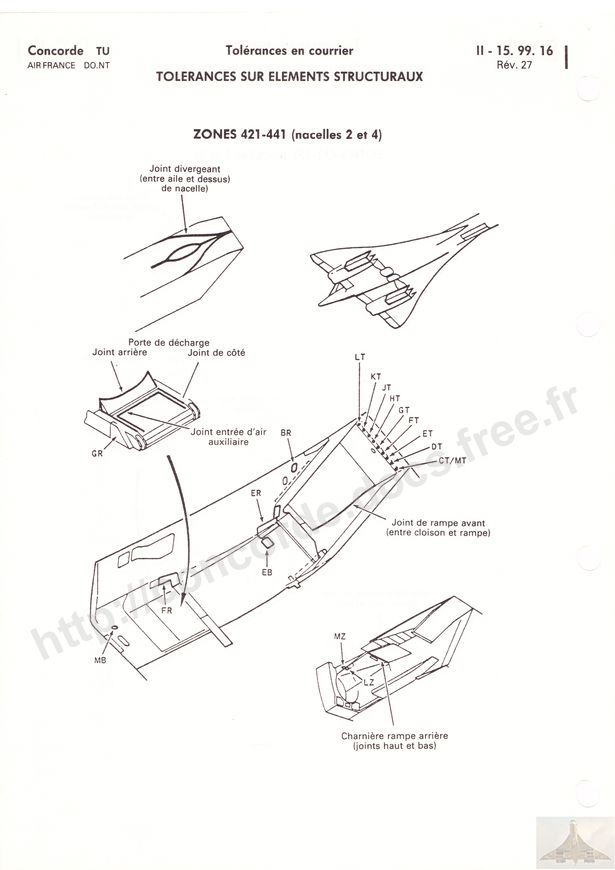 Concorde TU
AIR FRANCE DO.NT
Tolérances en courrier
II - 15. 99. 16
Rév. 27
TOLERANCES SUR ELEMENTS STRUCTURAUX
ZONES 421-441 (nacelles 2 et 4)
Joint divergeant
(entre aile et dessus)
de nacelle)
Porte de décharge
Joint arrière
Joint de côté
Joint entrée d'air
auxiliaire
GR
LT
KT
JT
HT
GT
FT
ET
DT
CT/MT
BR
ER
EB
FR
MB
Joint de rampe avant
(entre cloison et rampe)
MZ
LZ
Charnière rampe arrière
(joints haut et bas)
http://concorde.docs.free.fr